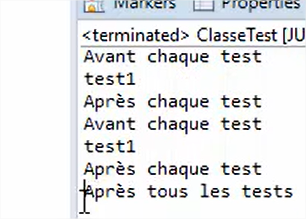 Markers Properties
<terminated> ClasseTest [JU
Avant chaque test
test1
Après chaque test
Avant chaque test
test1
Après chaque test
Après tous les tests